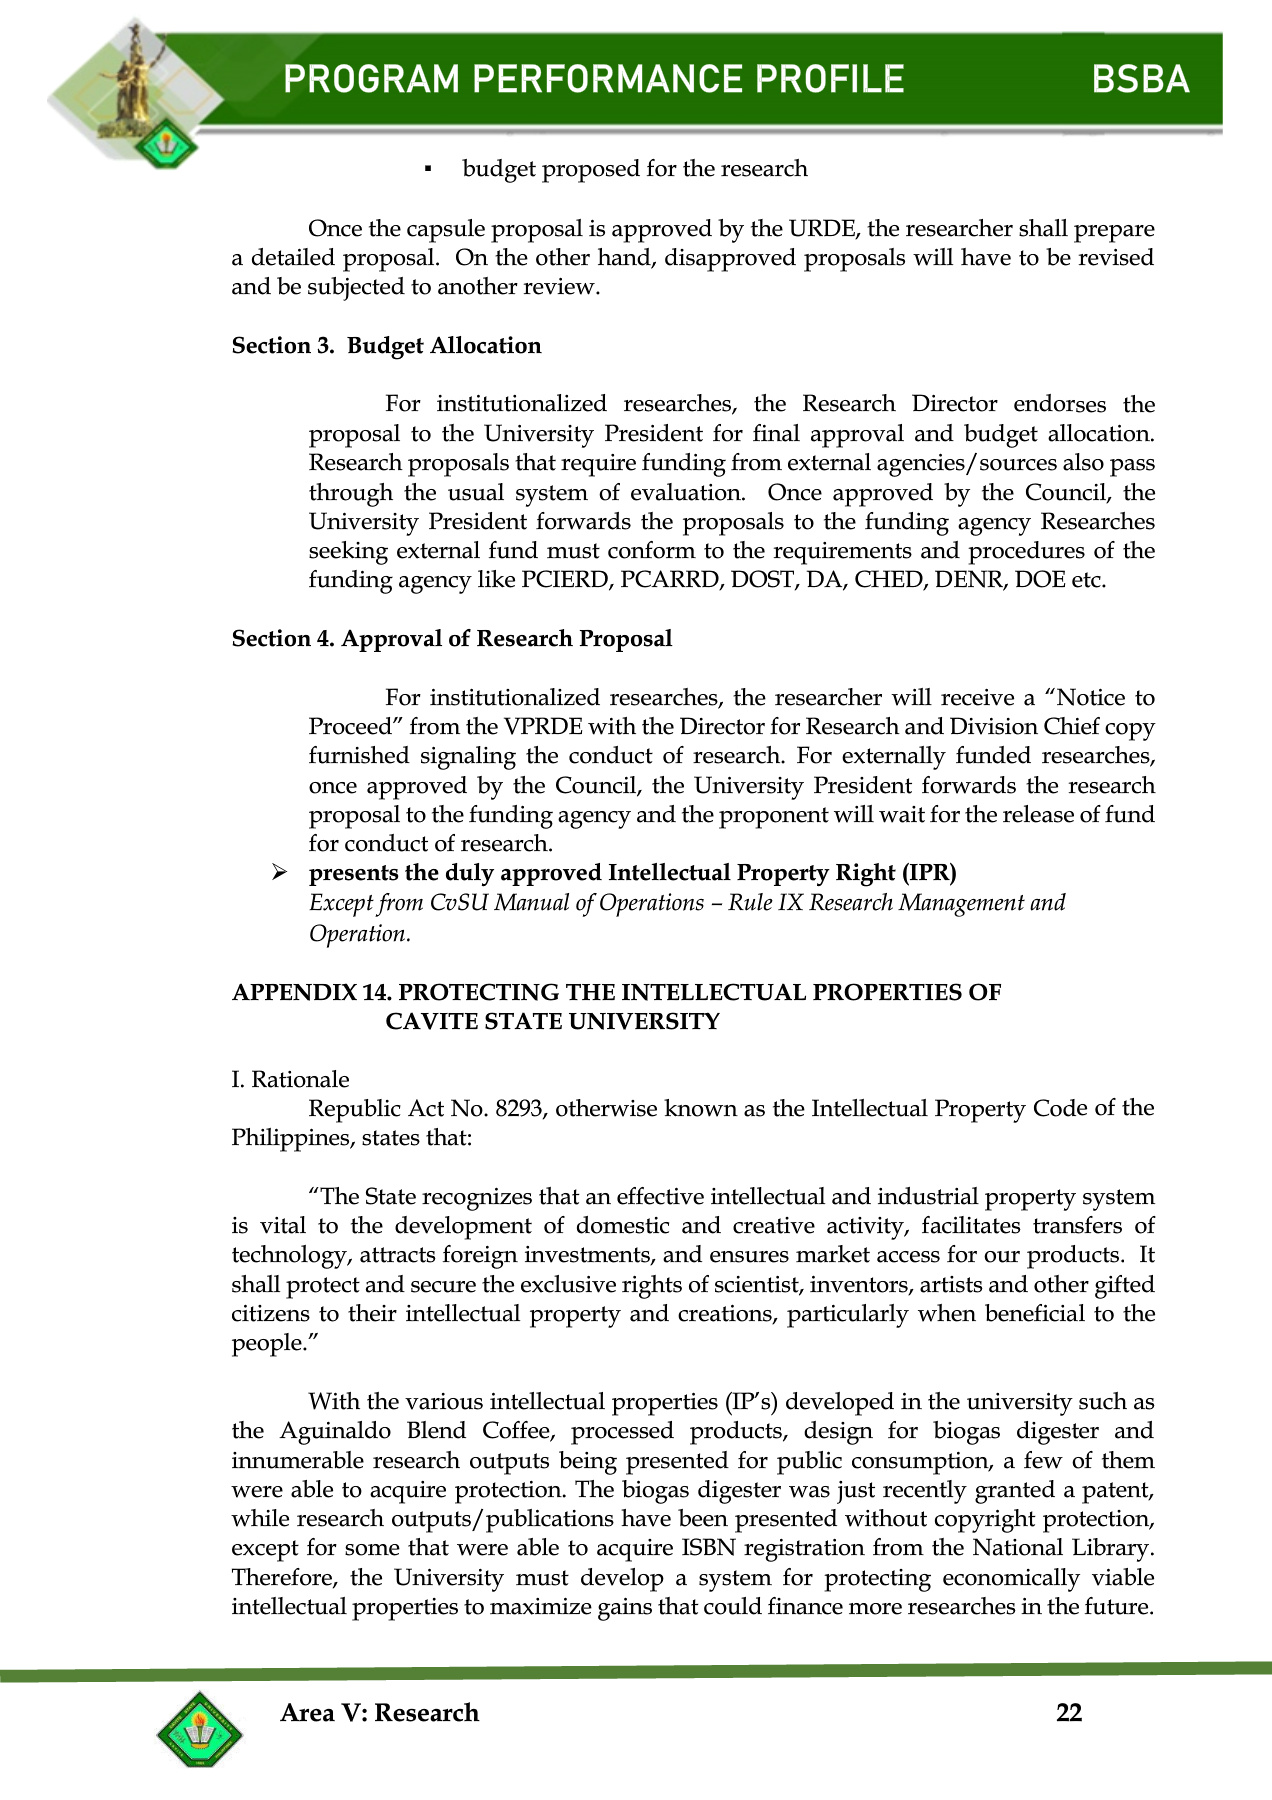 PROGRAM PERFORMANCE PROFILE BSBA
▪ budget proposed for the research
Once the capsule proposal is approved by the URDE, the researcher shall prepare
a detailed proposal. On the other hand, disapproved proposals will have to be revised
and be subjected to another review.
Section 3. Budget Allocation
For institutionalized researches, the Research Director endorses the
proposal to the University President for final approval and budget allocation.
Research proposals that require funding from external agencies/sources also pass
through the usual system of evaluation. Once approved by the Council, the
University President forwards the proposals to the funding agency Researches
seeking external fund must conform to the requirements and procedures of the
funding agency like PCIERD, PCARRD, DOST, DA, CHED, DENR, DOE etc.
Section 4. Approval of Research Proposal
For institutionalized researches, the researcher will receive a “Notice to
Proceed” from the VPRDE with the Director for Research and Division Chief copy
furnished signaling the conduct of research. For externally funded researches,
once approved by the Council, the University President forwards the research
proposal to the funding agency and the proponent will wait for the release of fund
for conduct of research.
➢ presents the duly approved Intellectual Property Right (IPR)
Except from CvSU Manual of Operations – Rule IX Research Management and
Operation.
APPENDIX 14. PROTECTING THE INTELLECTUAL PROPERTIES OF
CAVITE STATE UNIVERSITY
I. Rationale
Republic Act No. 8293, otherwise known as the Intellectual Property Code of the
Philippines, states that:
“The State recognizes that an effective intellectual and industrial property system
is vital to the development of domestic and creative activity, facilitates transfers of
technology, attracts foreign investments, and ensures market access for our products. It
shall protect and secure the exclusive rights of scientist, inventors, artists and other gifted
citizens to their intellectual property and creations, particularly when beneficial to the
people.”
With the various intellectual properties (IP’s) developed in the university such as
the Aguinaldo Blend Coffee, processed products, design for biogas digester and
innumerable research outputs being presented for public consumption, a few of them
were able to acquire protection. The biogas digester was just recently granted a patent,
while research outputs/publications have been presented without copyright protection,
except for some that were able to acquire ISBN registration from the National Library.
Therefore, the University must develop a system for protecting economically viable
intellectual properties to maximize gains that could finance more researches in the future.
Area V: Research 22